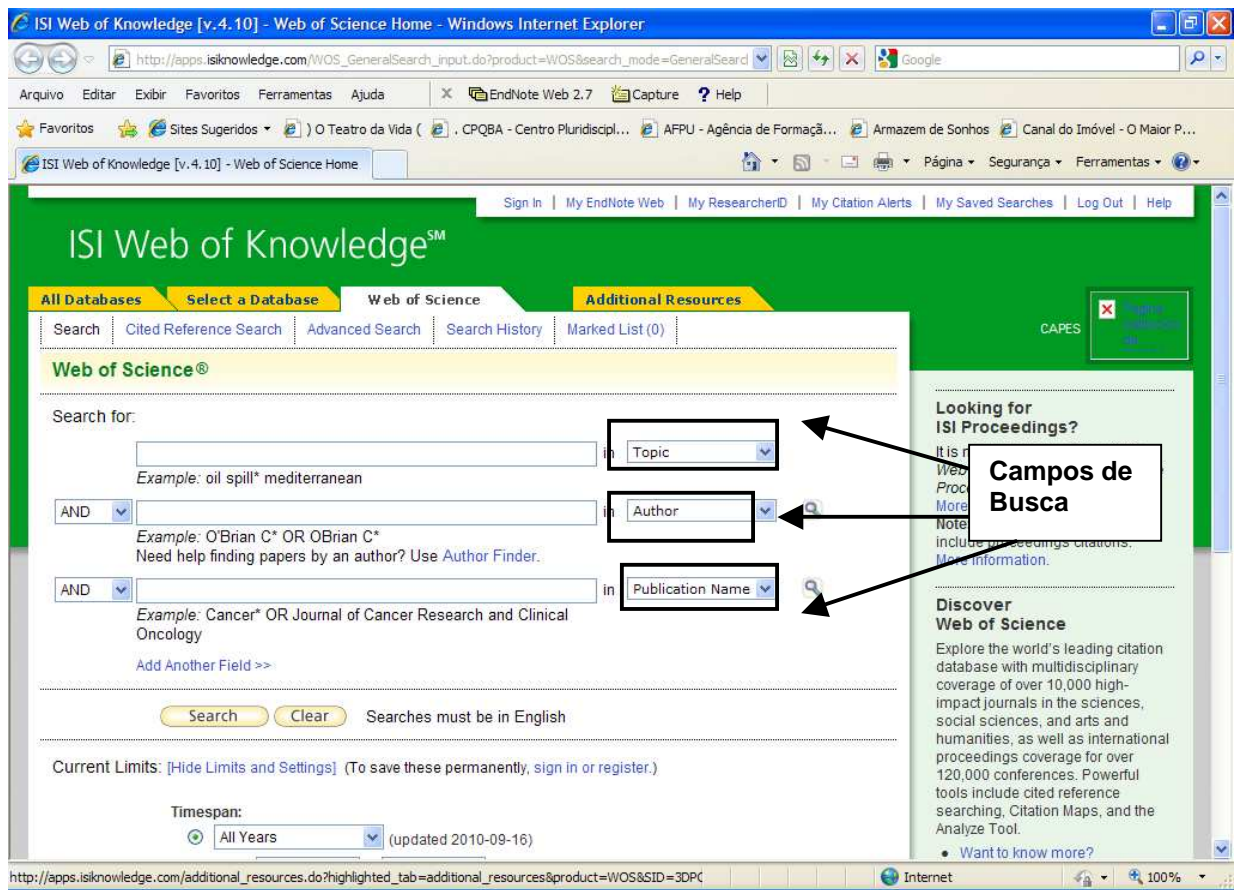 ISI Web of Knowledge [v.4.10] - Web of Science Home - Windows Internet Explorer
http://apps.isiknowledge.com/WOS_GeneralSearch_input.do?product=WOS&search_mode=GeneralSearc
Google
Arquivo Editar Exibir Favoritos Ferramentas Ajuda X EndNote Web 2.7 Capture ? Help
Favoritos Sites Sugeridos ) O Teatro da Vida ( . CPQBA - Centro Pluridiscipl... AFPU - Agência de Formaçã... Armazem de Sonhos Canal do Imóvel - O Maior P...
ISI Web of Knowledge [v.4.10] - Web of Science Home Página Segurança Ferramentas
Sign In | My EndNote Web | My ResearcherID | My Citation Alerts | My Saved Searches | Log Out | Help
ISI Web of Knowledge℠
All Databases Select a Database Web of Science Additional Resources
Search Cited Reference Search Advanced Search Search History Marked List (0)
CAPES
Web of Science®
Search for:
in Topic
Example: oil spill* mediterranean
AND in Author
Example: O'Brian C* OR OBrian C*
Need help finding papers by an author? Use Author Finder.
AND in Publication Name
Example: Cancer* OR Journal of Cancer Research and Clinical
Oncology
Add Another Field >>
Search Clear Searches must be in English
Current Limits: [Hide Limits and Settings] (To save these permanently, sign in or register.)
Timespan:
All Years (updated 2010-09-16)
Campos de
Busca
Looking for
ISI Proceedings?
It is
Web
Proc
More
Note
include proceedings citations.
More information.
Discover
Web of Science
Explore the world's leading citation
database with multidisciplinary
coverage of over 10,000 high-
impact journals in the sciences,
social sciences, and arts and
humanities, as well as international
proceedings coverage for over
120,000 conferences. Powerful
tools include cited reference
searching, Citation Maps, and the
Analyze Tool.
Want to know more?
http://apps.isiknowledge.com/additional_resources.do?highlighted_tab=additional_resources&product=WOS&SID=3DPC Internet 100%